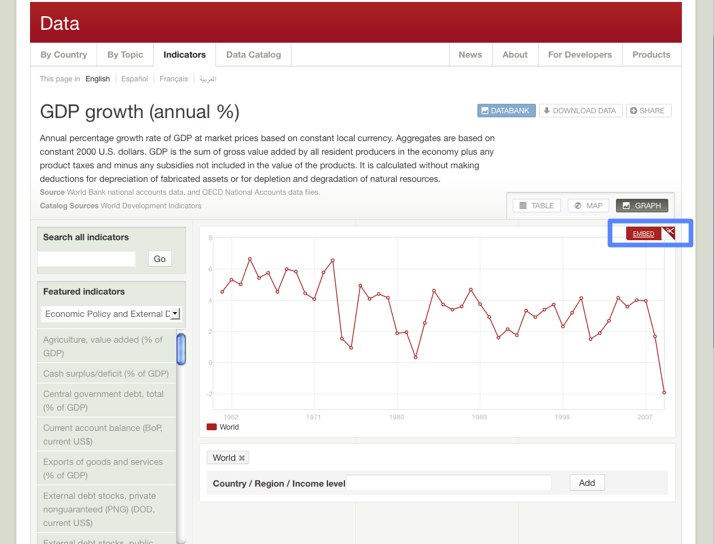 Data
By Country By Topic Indicators Data Catalog News About For Developers Products
This page in English Español Français العربية
GDP growth (annual %)
DATABANK DOWNLOAD DATA SHARE
Annual percentage growth rate of GDP at market prices based on constant local currency. Aggregates are based on
constant 2000 U.S. dollars. GDP is the sum of gross value added by all resident producers in the economy plus any
product taxes and minus any subsidies not included in the value of the products. It is calculated without making
deductions for depreciation of fabricated assets or for depletion and degradation of natural resources.
Source World Bank national accounts data, and OECD National Accounts data files.
Catalog Sources World Development Indicators
TABLE MAP GRAPH
Search all indicators
Go
Featured indicators
Economic Policy and External D
Agriculture, value added (% of
GDP)
Cash surplus/deficit (% of GDP)
Central government debt, total
(% of GDP)
Current account balance (BoP,
current US$)
Exports of goods and services
(% of GDP)
External debt stocks, private
nonguaranteed (PNG) (DOD,
current US$)
External debt stocks, public
EMBED
8
6
4
2
0
-2
1962 1971 1980 1989 1998 2007
World
World ✖
Country / Region / Income level Add